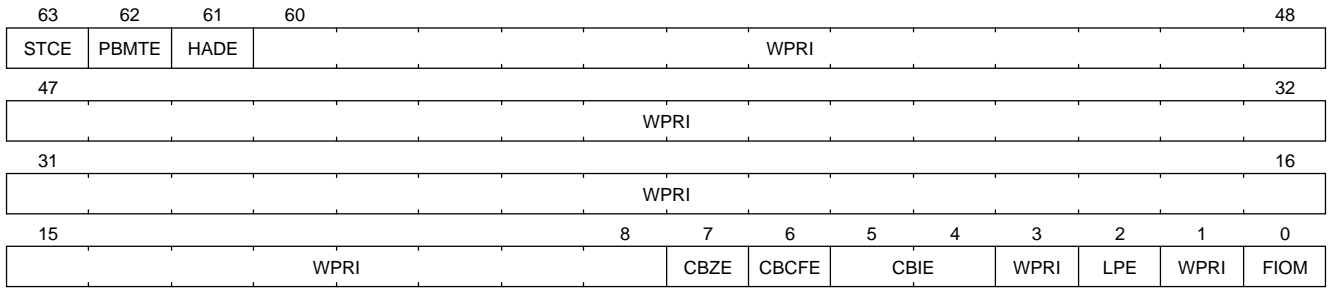 63 62 61 60 48
STCE PBMTE HADE WPRI
47 32
WPRI
31 16
WPRI
15 8 7 6 5 4 3 2 1 0
WPRI CBZE CBCFE CBIE WPRI LPE WPRI FIOM